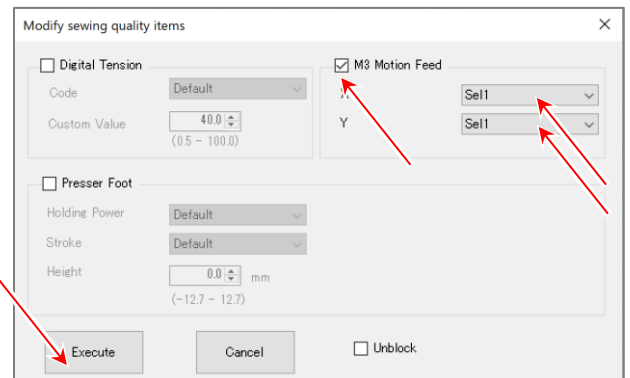 Modify sewing quality items
Digital Tension
Code
Default
Custom Value
40.0
(0.5 - 100.0)
M3 Motion Feed
X
Sel1
Y
Sel1
Presser Foot
Holding Power
Default
Stroke
Default
Height
0.0
mm
(-12.7 - 12.7)
Execute
Cancel
Unblock